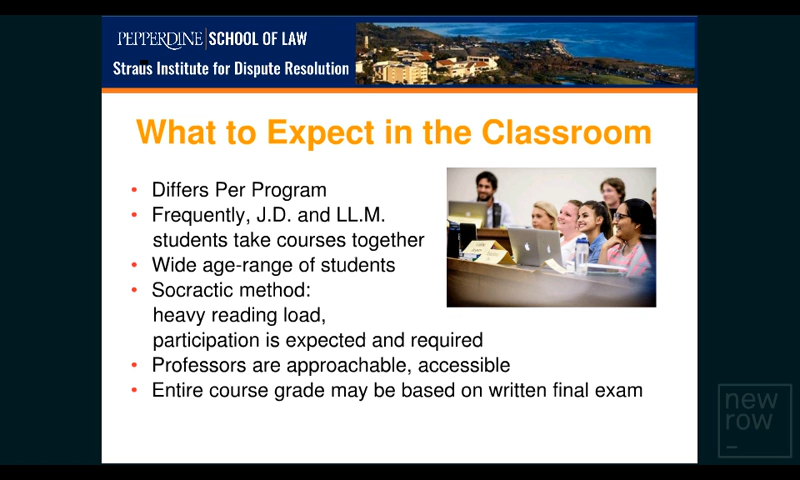 PEPPERDINE | SCHOOL OF LAW
Straus Institute for Dispute Resolution
What to Expect in the Classroom
• Differs Per Program
• Frequently, J.D. and LL.M.
students take courses together
• Wide age-range of students
• Socractic method:
heavy reading load,
participation is expected and required
• Professors are approachable, accessible
• Entire course grade may be based on written final exam
new
row